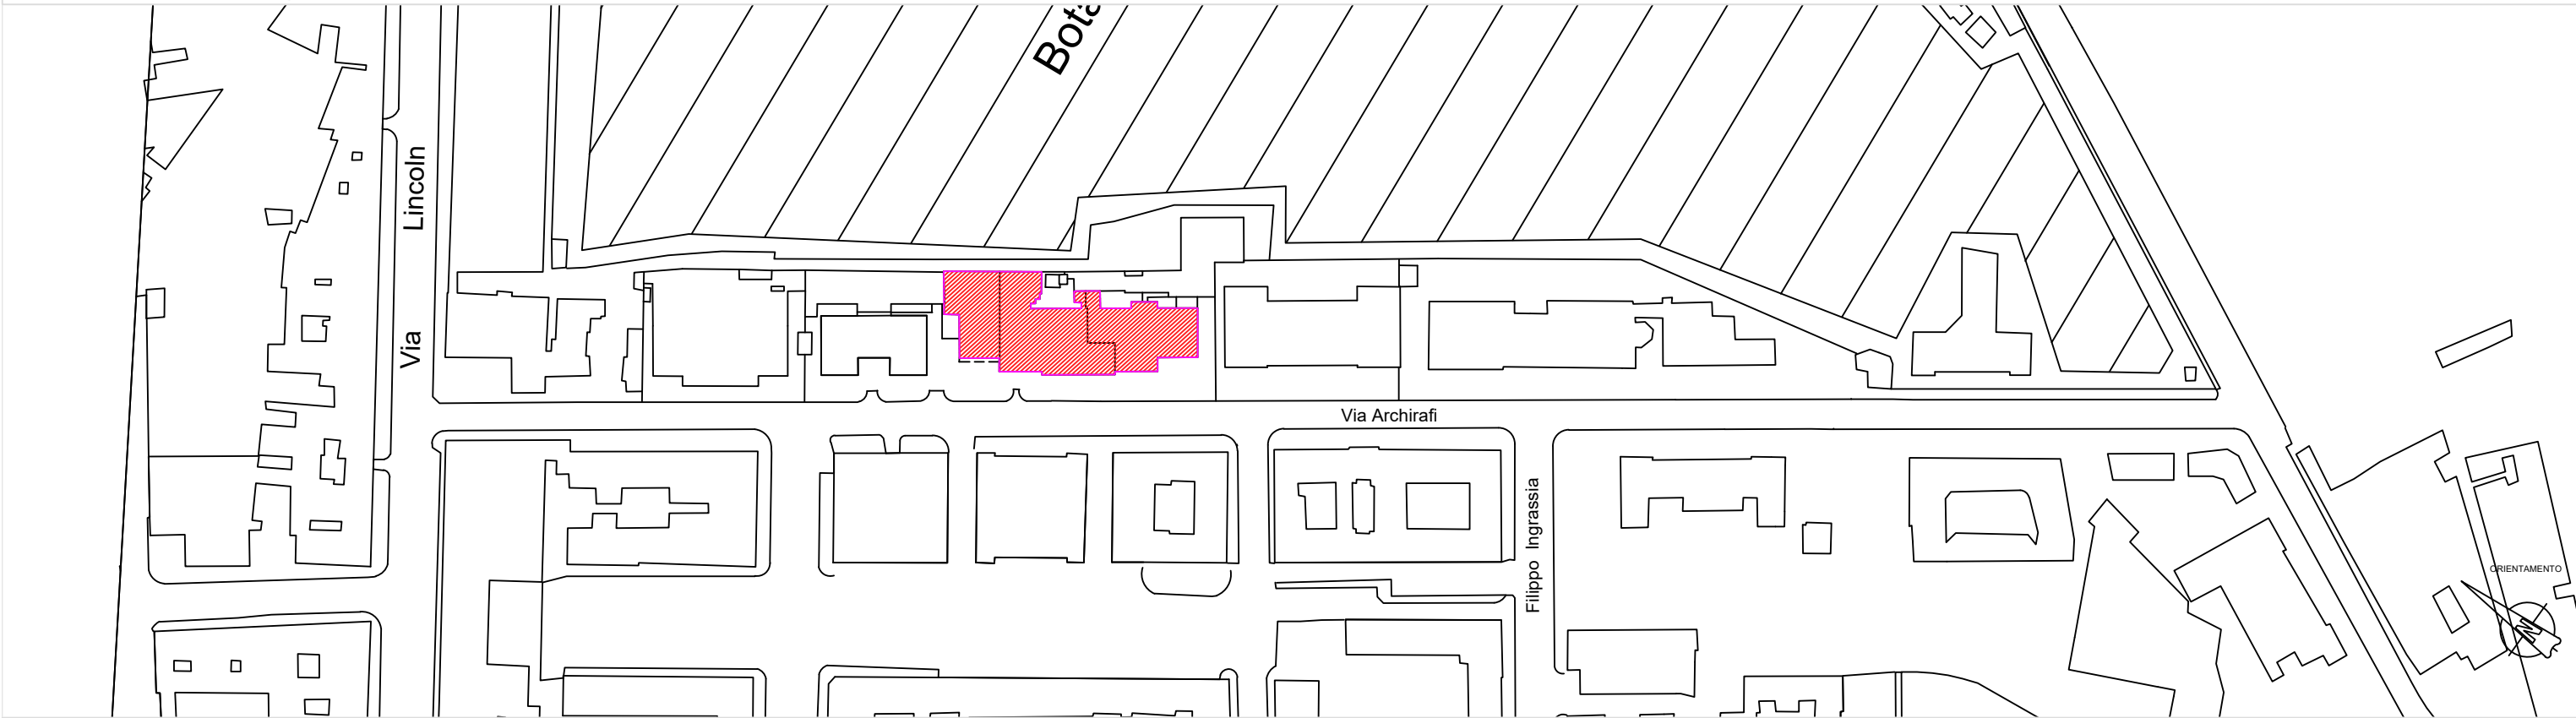 Bota
Via Lincoln
Via Archirafi
Filippo Ingrassia
ORIENTAMENTO
N